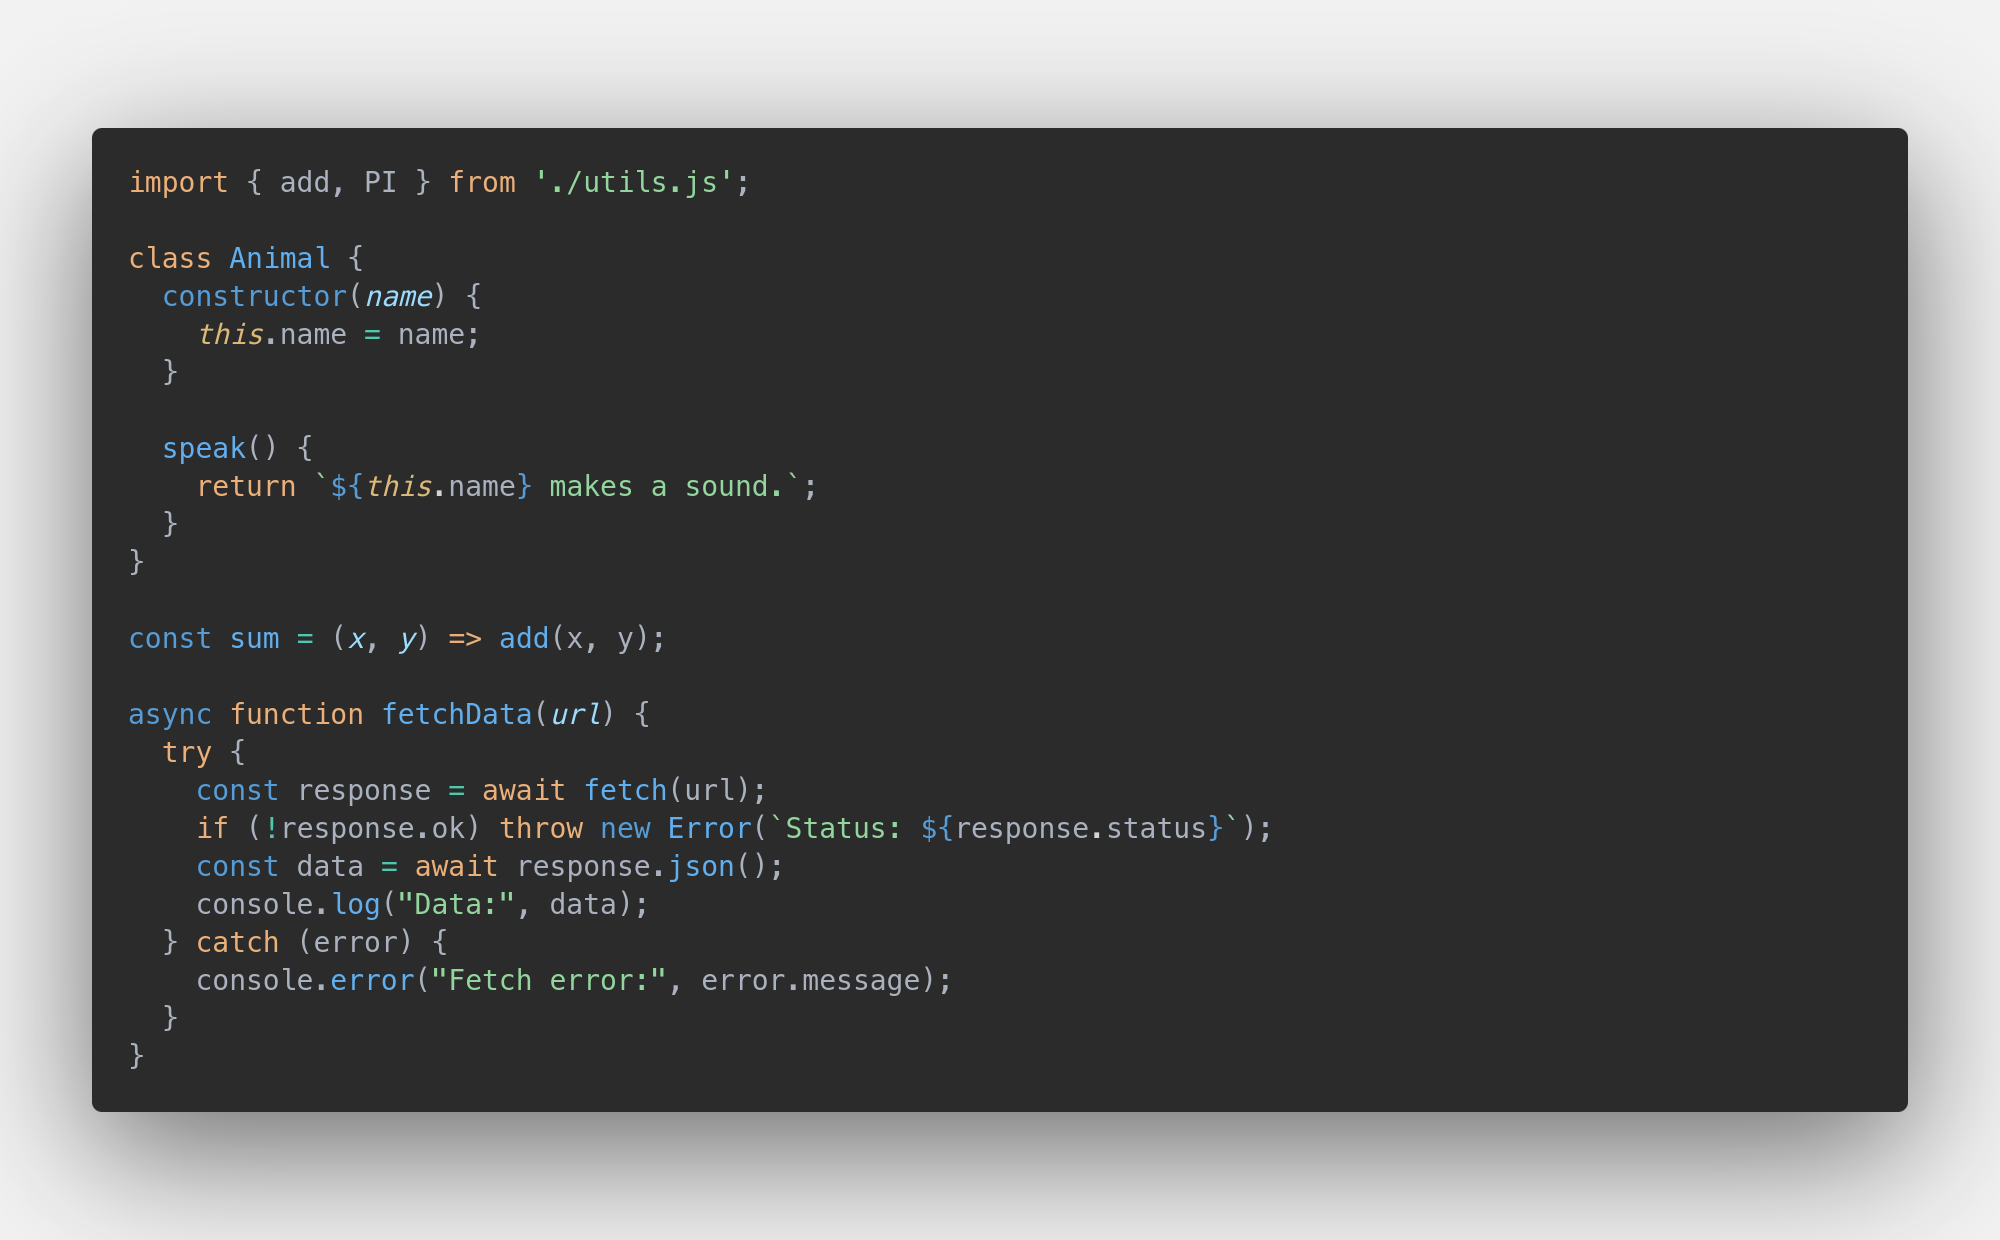 import { add, PI } from './utils.js';

class Animal {
  constructor(name) {
    this.name = name;
  }

  speak() {
    return `${this.name} makes a sound.`;
  }
}

const sum = (x, y) => add(x, y);

async function fetchData(url) {
  try {
    const response = await fetch(url);
    if (!response.ok) throw new Error(`Status: ${response.status}`);
    const data = await response.json();
    console.log("Data:", data);
  } catch (error) {
    console.error("Fetch error:", error.message);
  }
}